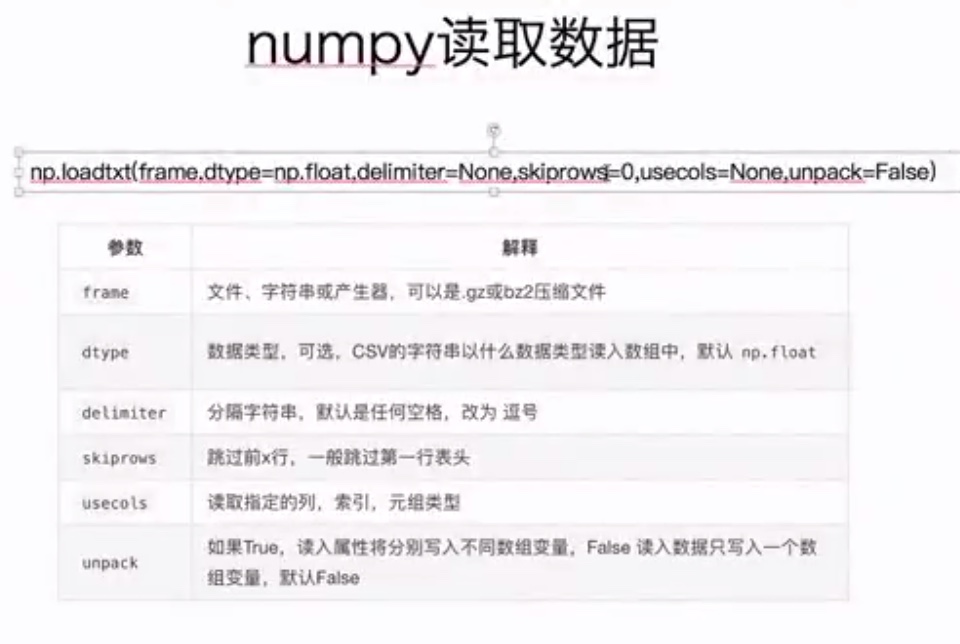 numpy读取数据
np.loadtxt(frame,dtype=np.float,delimiter=None,skiprows=0,usecols=None,unpack=False)
参数 解释
frame 文件、字符串或产生器，可以是.gz或bz2压缩文件
dtype 数据类型，可选，CSV的字符串以什么数据类型读入数组中，默认 np.float
delimiter 分隔字符串，默认是任何空格，改为 逗号
skiprows 跳过前x行，一般跳过第一行表头
usecols 读取指定的列，索引，元组类型
unpack 如果True，读入属性将分别写入不同数组变量，False 读入数据只写入一个数
组变量，默认False